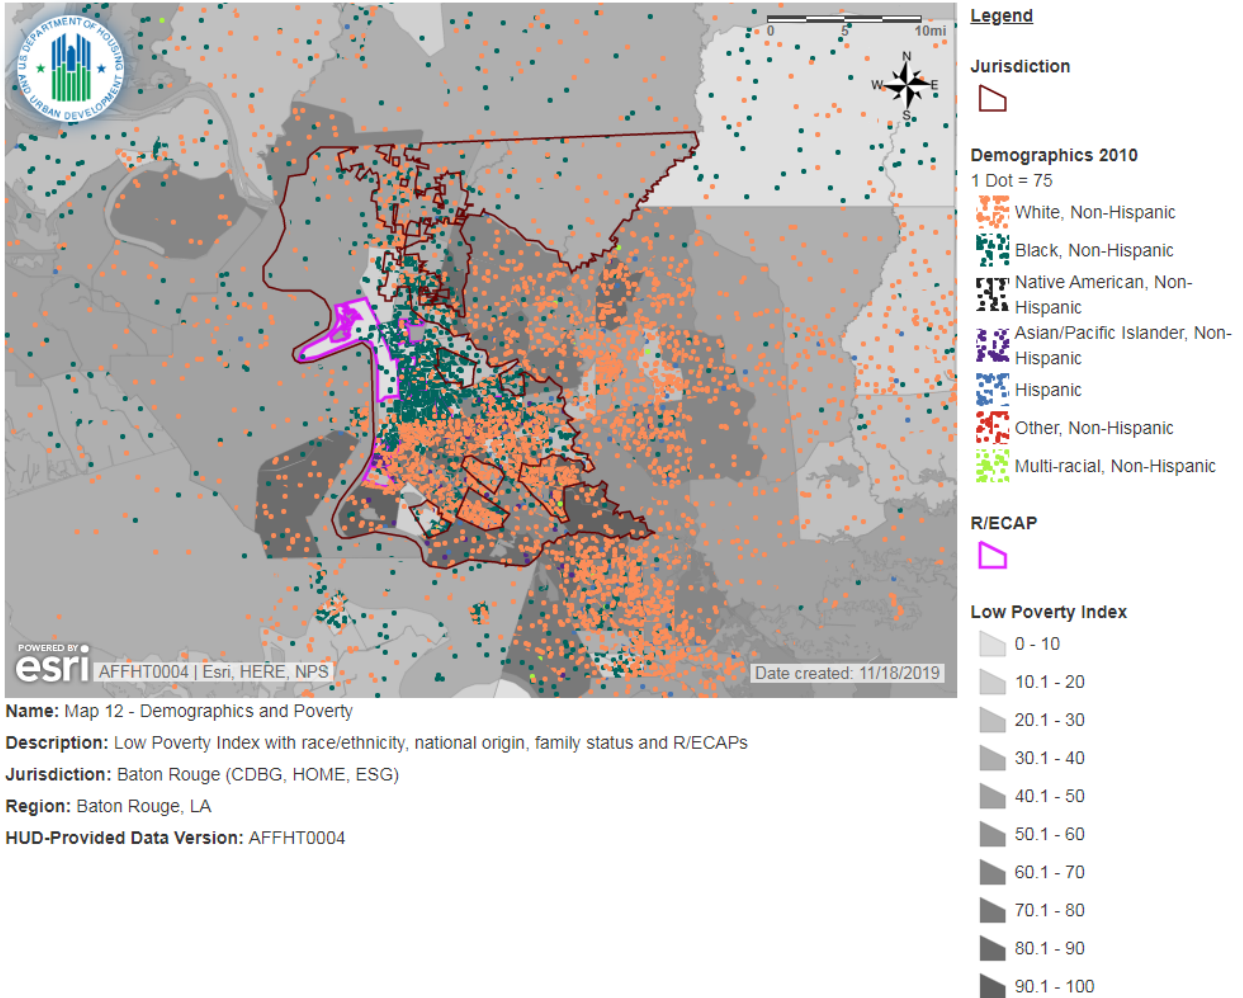 US DEPARTMENT OF HOUSING
AND URBAN DEVELOPMENT
0 5 10mi
N
W E
S
POWERED BY
esri
AFFHT0004 | Esri, HERE, NPS
Date created: 11/18/2019
Name: Map 12 - Demographics and Poverty
Description: Low Poverty Index with race/ethnicity, national origin, family status and R/ECAPs
Jurisdiction: Baton Rouge (CDBG, HOME, ESG)
Region: Baton Rouge, LA
HUD-Provided Data Version: AFFHT0004
Legend
Jurisdiction
Demographics 2010
1 Dot = 75
White, Non-Hispanic
Black, Non-Hispanic
Native American, Non-
Hispanic
Asian/Pacific Islander, Non-
Hispanic
Hispanic
Other, Non-Hispanic
Multi-racial, Non-Hispanic
R/ECAP
Low Poverty Index
0 - 10
10.1 - 20
20.1 - 30
30.1 - 40
40.1 - 50
50.1 - 60
60.1 - 70
70.1 - 80
80.1 - 90
90.1 - 100